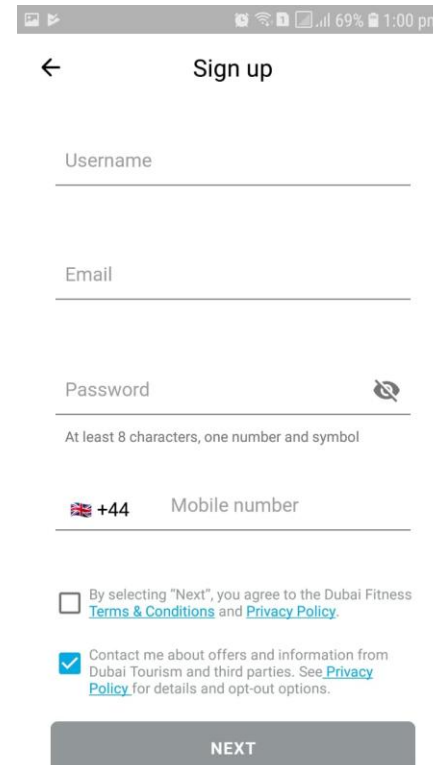 69% 1:00 pm
Sign up
Username
Email
Password
At least 8 characters, one number and symbol
+44 Mobile number
By selecting "Next", you agree to the Dubai Fitness
Terms & Conditions and Privacy Policy.
Contact me about offers and information from
Dubai Tourism and third parties. See Privacy
Policy for details and opt-out options.
NEXT